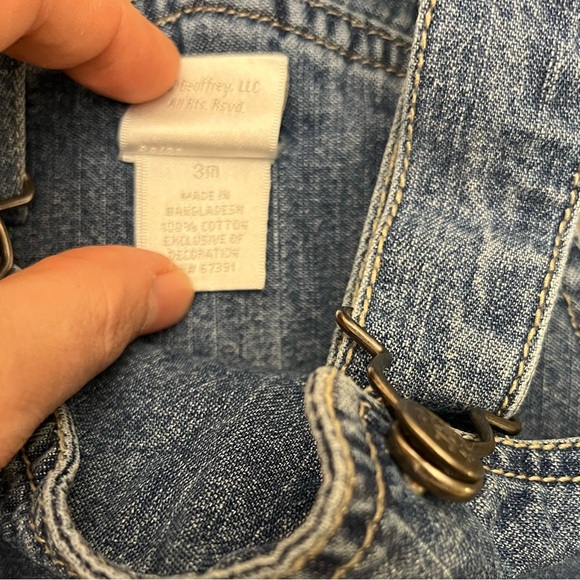 Geoffrey, LLC
All Rts. Rsvd.
3m
MADE IN
BANGLADESH
100% COTTON
EXCLUSIVE OF
DECORATION
67391